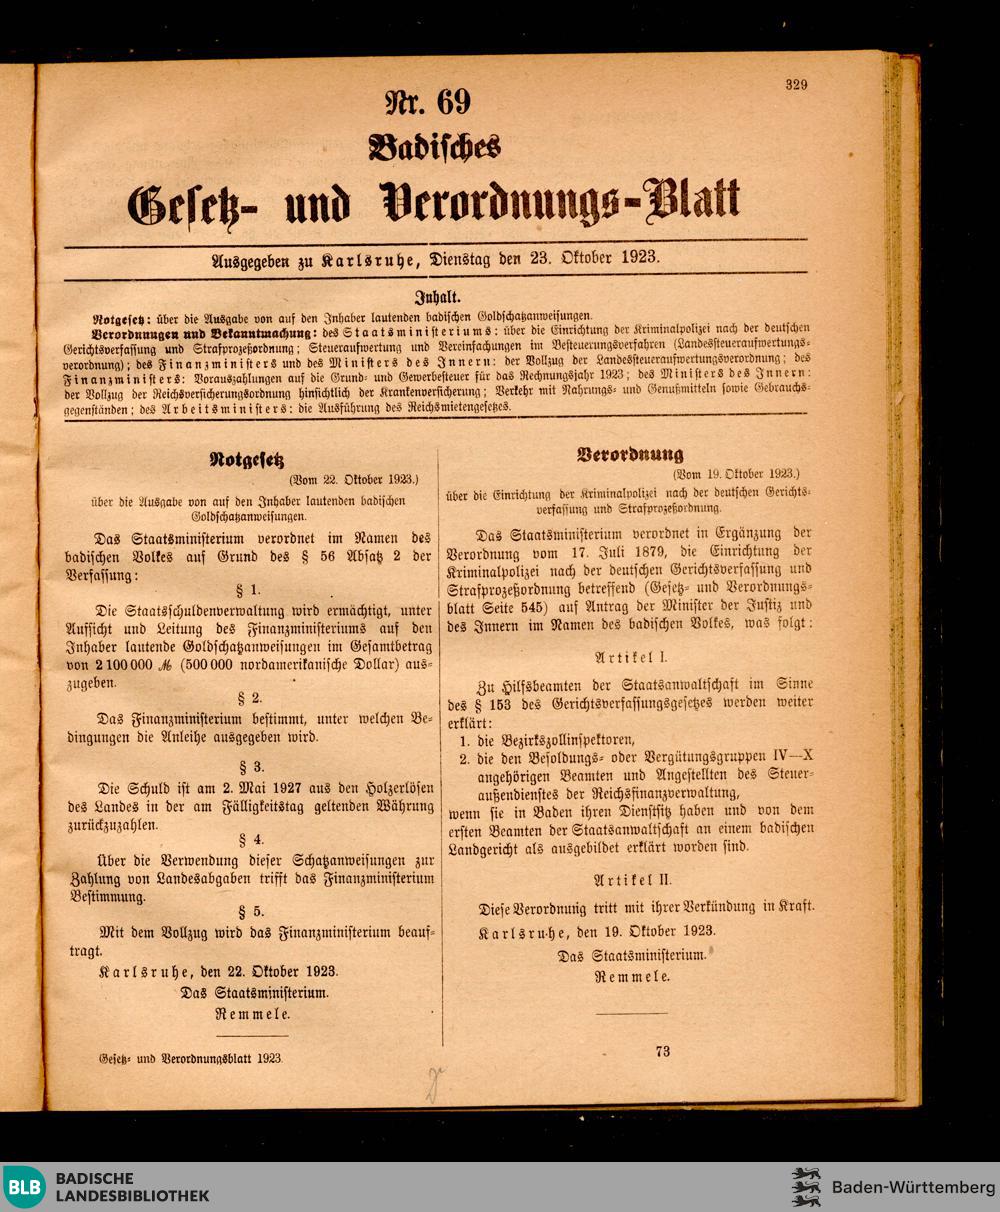 329
Nr. 69
Badisches
Gesetz- und Verordnungs-Blatt
Ausgegeben zu Karlsruhe, Dienstag den 23. Oktober 1923.
Inhalt.
Notgesetz: über die Ausgabe von auf den Inhaber lautenden badischen Goldschatzanweisungen.
Verordnungen und Bekanntmachung: des Staatsministeriums: über die Einrichtung der Kriminalpolizei nach der deutschen
Gerichtsverfassung und Strafprozeßordnung; Steueraufwertung und Vereinfachungen im Besteuerungsverfahren (Landessteueraufwertungs-
verordnung); des Finanzministers und des Ministers des Innern: der Vollzug der Landessteueraufwertungsverordnung; des
Finanzministers: Vorauszahlungen auf die Grund- und Gewerbesteuer für das Rechnungsjahr 1923; des Ministers des Innern:
der Vollzug der Reichsversicherungsordnung hinsichtlich der Krankenversicherung; Verkehr mit Nahrungs- und Genußmitteln sowie Gebrauchs-
gegenständen; des Arbeitsministers: die Ausführung des Reichsmietengesetzes.
Notgesetz
(Vom 22. Oktober 1923.)
über die Ausgabe von auf den Inhaber lautenden badischen
Goldschatzanweisungen.
Das Staatsministerium verordnet im Namen des
badischen Volkes auf Grund des § 56 Absatz 2 der
Verfassung:
§ 1.
Die Staatsschuldenverwaltung wird ermächtigt, unter
Aufsicht und Leitung des Finanzministeriums auf den
Inhaber lautende Goldschatzanweisungen im Gesamtbetrag
von 2 100 000 ℳ (500 000 nordamerikanische Dollar) aus-
zugeben.
§ 2.
Das Finanzministerium bestimmt, unter welchen Be-
dingungen die Anleihe ausgegeben wird.
§ 3.
Die Schuld ist am 2. Mai 1927 aus den Holzerlösen
des Landes in der am Fälligkeitstag geltenden Währung
zurückzuzahlen.
§ 4.
Über die Verwendung dieser Schatzanweisungen zur
Zahlung von Landesabgaben trifft das Finanzministerium
Bestimmung.
§ 5.
Mit dem Vollzug wird das Finanzministerium beauf-
tragt.
Karlsruhe, den 22. Oktober 1923.
Das Staatsministerium.
Remmele.
Gesetz- und Verordnungsblatt 1923.
Verordnung
(Vom 19. Oktober 1923.)
über die Einrichtung der Kriminalpolizei nach der deutschen Gerichts-
verfassung und Strafprozeßordnung.
Das Staatsministerium verordnet in Ergänzung der
Verordnung vom 17. Juli 1879, die Einrichtung der
Kriminalpolizei nach der deutschen Gerichtsverfassung und
Strafprozeßordnung betreffend (Gesetz- und Verordnungs-
blatt Seite 545) auf Antrag der Minister der Justiz und
des Innern im Namen des badischen Volkes, was folgt:
Artikel I.
Zu Hilfsbeamten der Staatsanwaltschaft im Sinne
des § 153 des Gerichtsverfassungsgesetzes werden weiter
erklärt:
1. die Bezirkszollinspektoren,
2. die den Besoldungs- oder Vergütungsgruppen IV—X
angehörigen Beamten und Angestellten des Steuer-
außendienstes der Reichsfinanzverwaltung,
wenn sie in Baden ihren Dienstsitz haben und von dem
ersten Beamten der Staatsanwaltschaft an einem badischen
Landgericht als ausgebildet erklärt worden sind.
Artikel II.
Diese Verordnung tritt mit ihrer Verkündung in Kraft.
Karlsruhe, den 19. Oktober 1923.
Das Staatsministerium.
Remmele.
73
BLB
BADISCHE
LANDESBIBLIOTHEK
Baden-Württemberg